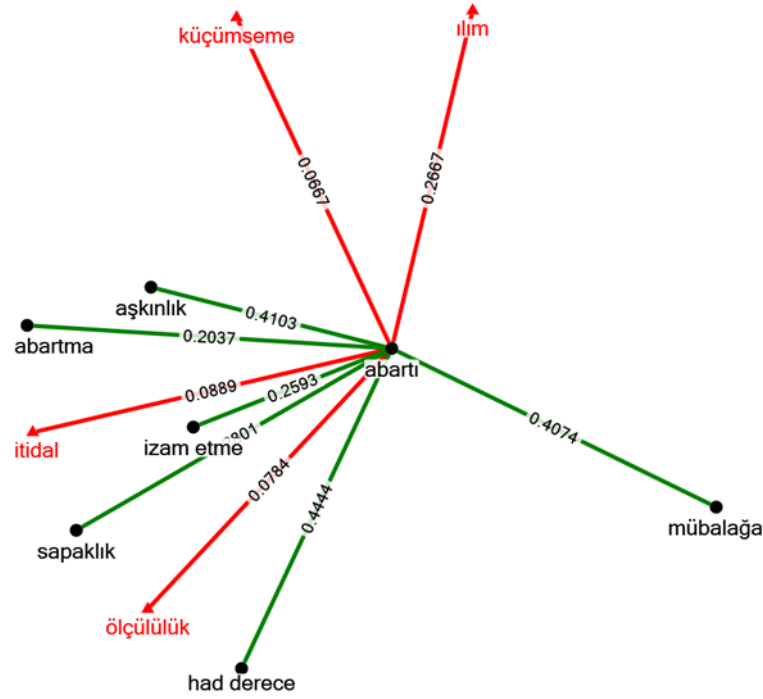 küçümseme
ılım
0.0667
0.2667
aşkınlık
0.4103
abartma
0.2037
abartı
0.0889
0.2593
itidal
izam etme
0.4074
0.0784
0.4444
sapaklık
mübalağa
ölçülülük
had derece